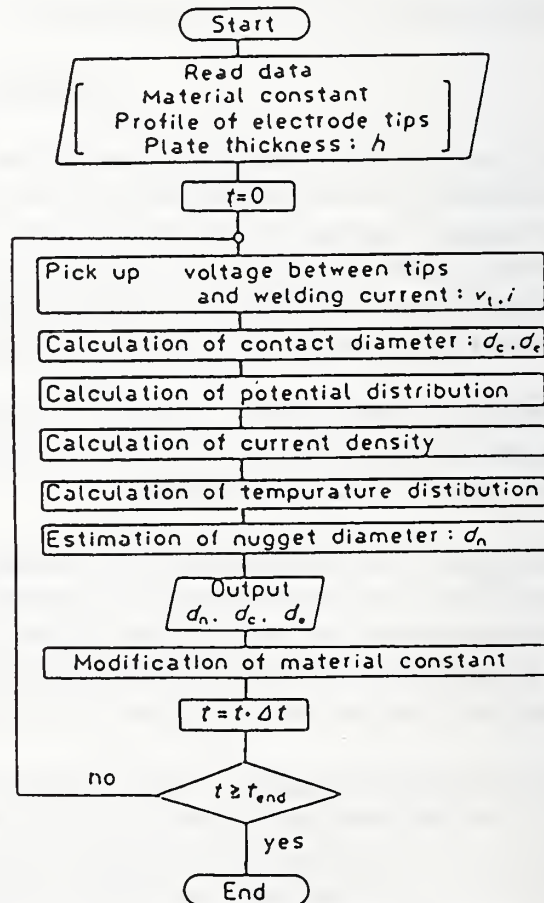 Start
Read data
Material constant
Profile of electrode tips
Plate thickness : h
t=0
Pick up voltage between tips
and welding current : v_t, i
Calculation of contact diameter : d_c, d_e
Calculation of potential distribution
Calculation of current density
Calculation of tempurature distibution
Estimation of nugget diameter : d_n
Output
d_n, d_c, d_e
Modification of material constant
t = t · Δt
no
t ≥ t_end
yes
End